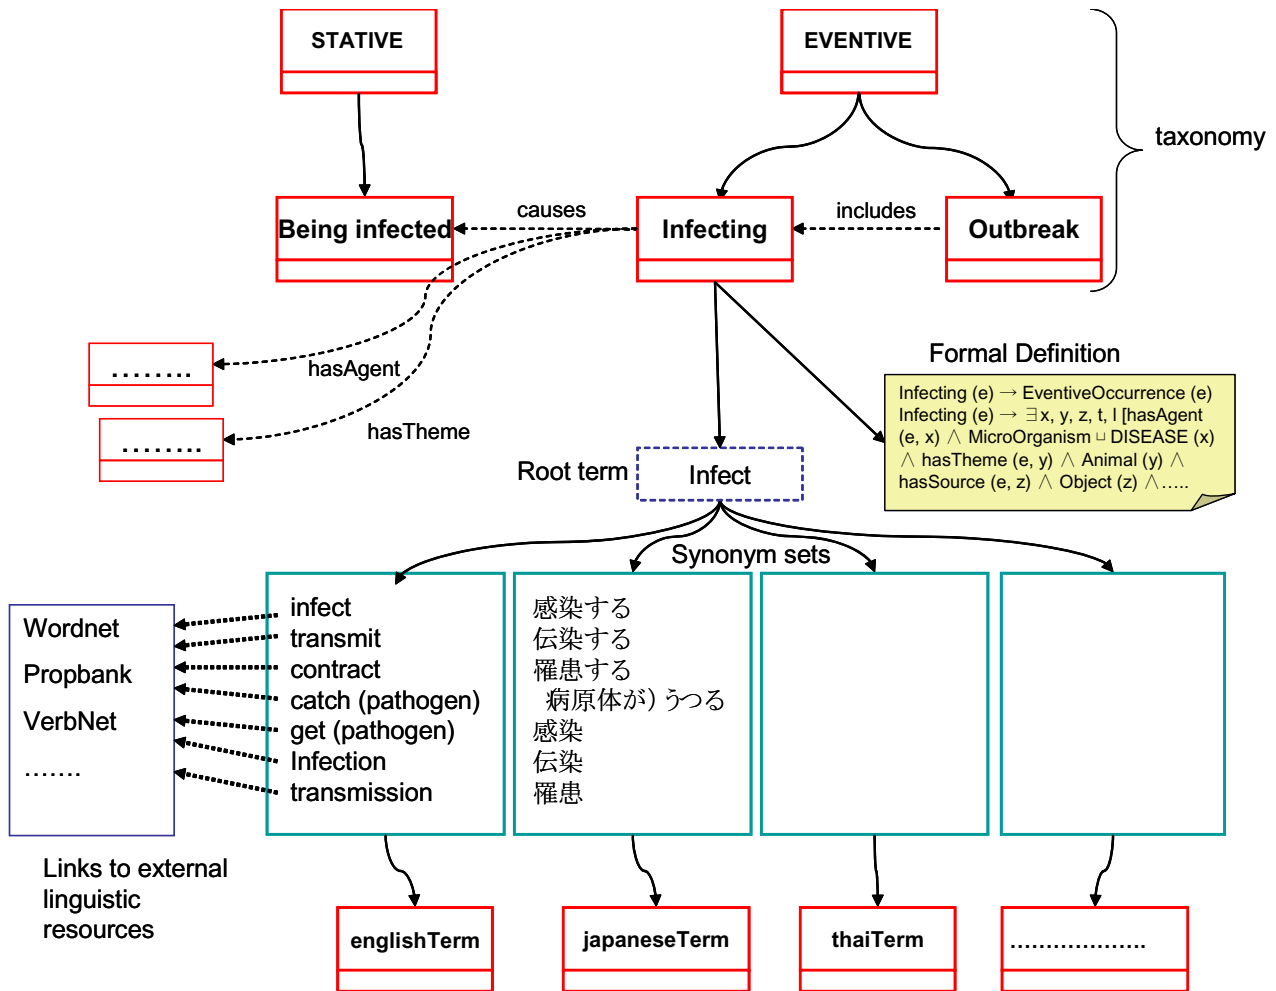 STATIVE
EVENTIVE
taxonomy
Being infected
causes
Infecting
includes
Outbreak
........
hasAgent
........
hasTheme
Formal Definition
Infecting (e) → EventiveOccurrence (e)
Infecting (e) → ∃x, y, z, t, l [hasAgent
(e, x) ∧ MicroOrganism ⊔ DISEASE (x)
∧ hasTheme (e, y) ∧ Animal (y) ∧
hasSource (e, z) ∧ Object (z) ∧…..
Root term
Infect
Synonym sets
Wordnet
Propbank
VerbNet
.......
infect
transmit
contract
catch (pathogen)
get (pathogen)
Infection
transmission
感染する
伝染する
罹患する
病原体が）うつる
感染
伝染
罹患
Links to external
linguistic
resources
englishTerm
japaneseTerm
thaiTerm
...................